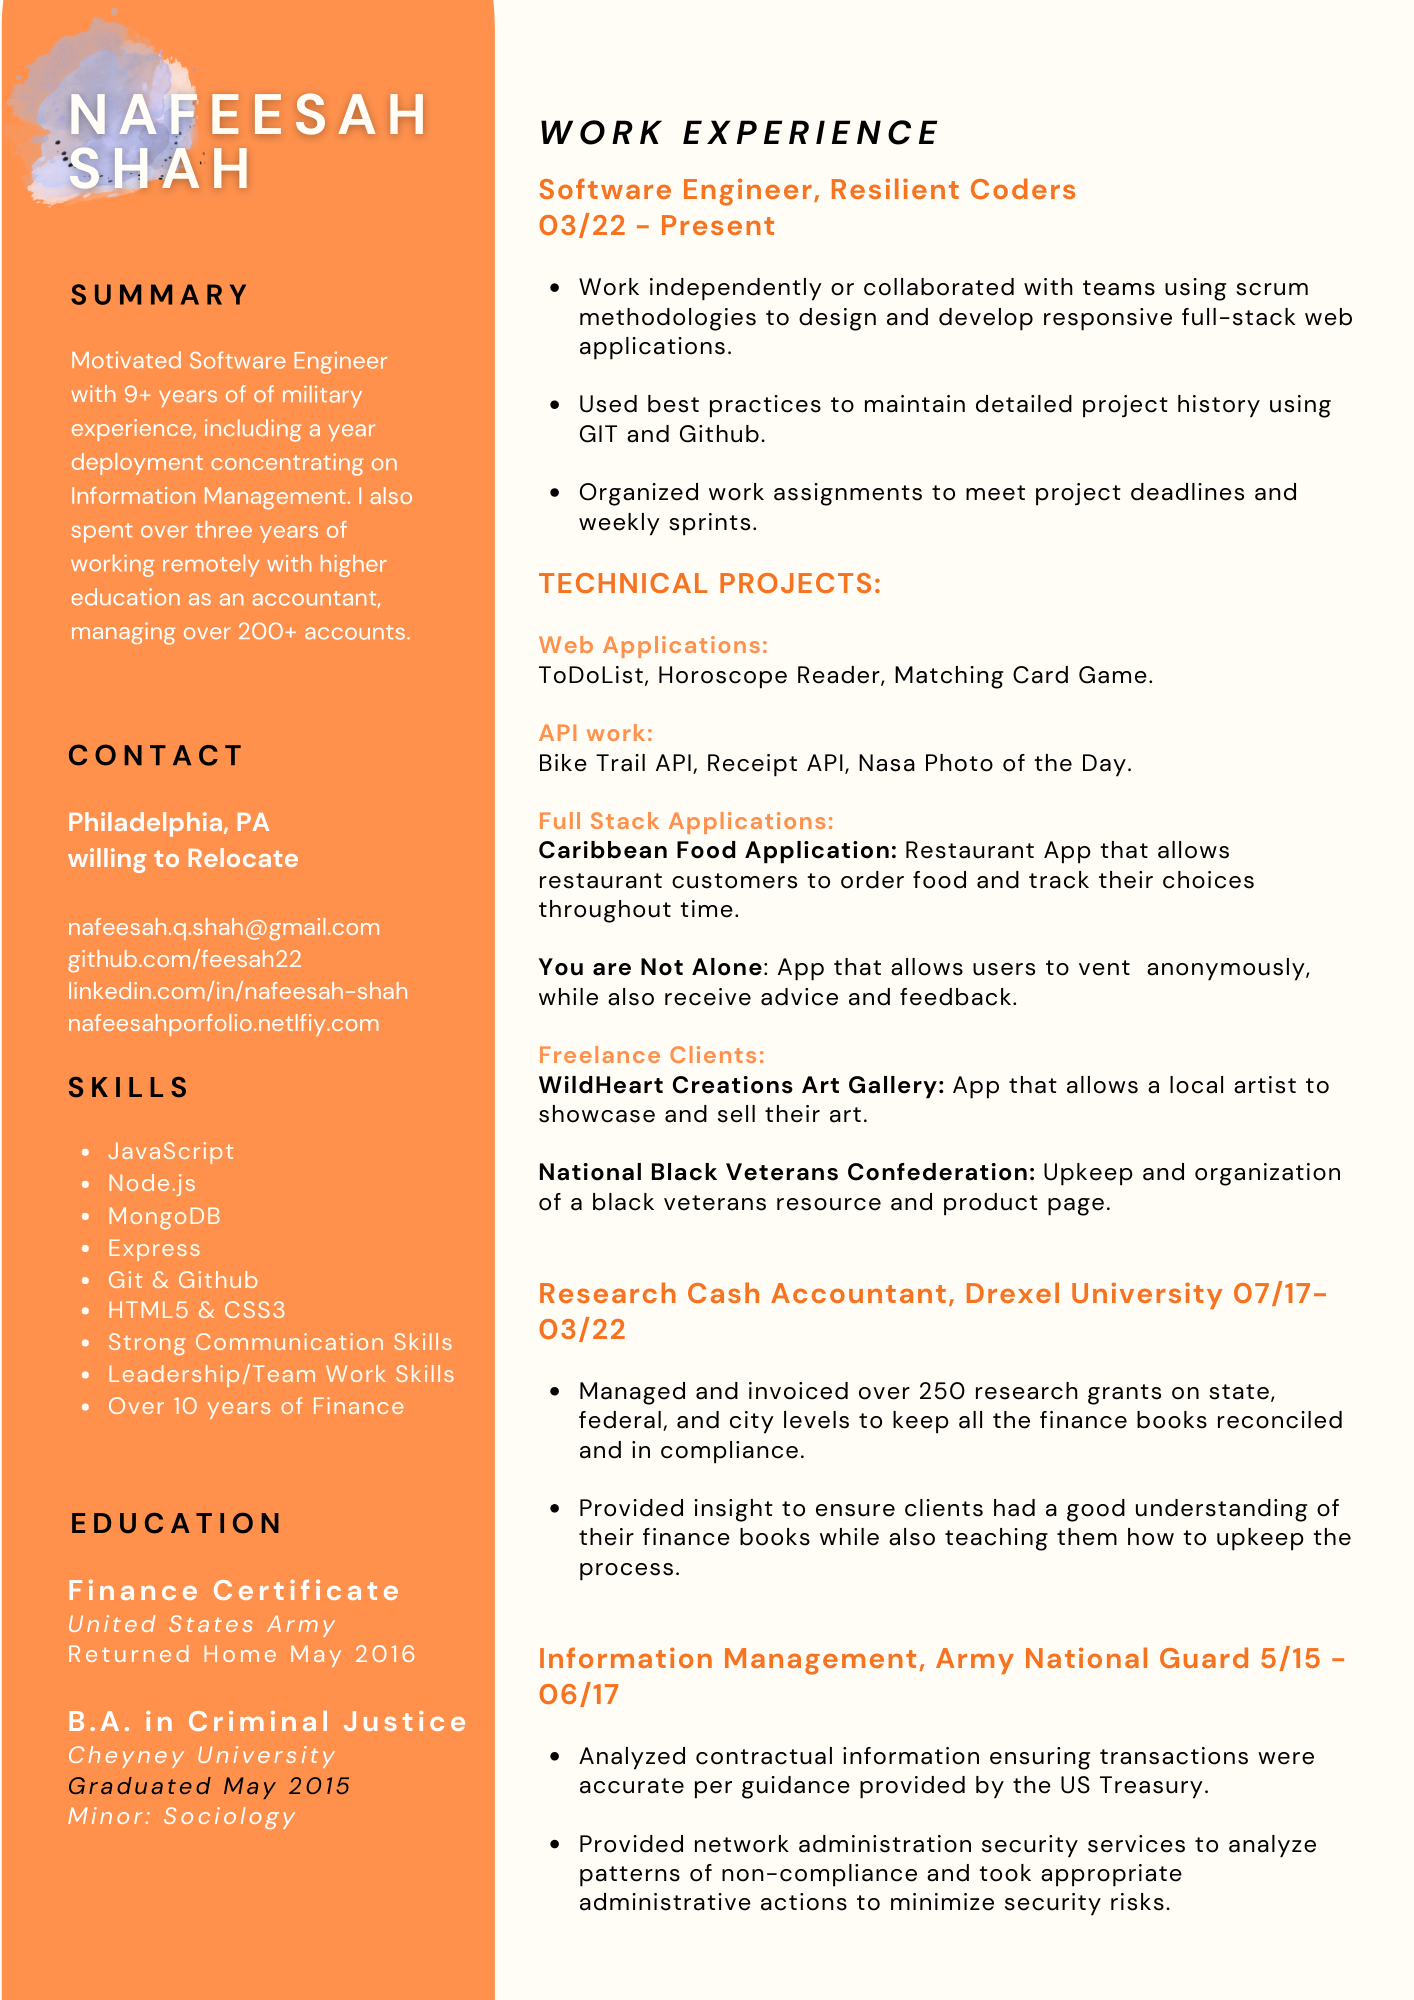 NAFEESAH
SHAH
SUMMARY
Motivated Software Engineer
with 9+ years of of military
experience, including a year
deployment concentrating on
Information Management. I also
spent over three years of
working remotely with higher
education as an accountant,
managing over 200+ accounts.
CONTACT
Philadelphia, PA
willing to Relocate
nafeesah.q.shah@gmail.com
github.com/feesah22
linkedin.com/in/nafeesah-shah
nafeesahporfolio.netlfiy.com
SKILLS
• JavaScript
• Node.js
• MongoDB
• Express
• Git & Github
• HTML5 & CSS3
• Strong Communication Skills
• Leadership/Team Work Skills
• Over 10 years of Finance
EDUCATION
Finance Certificate
United States Army
Returned Home May 2016
B.A. in Criminal Justice
Cheyney University
Graduated May 2015
Minor: Sociology
WORK EXPERIENCE
Software Engineer, Resilient Coders
03/22 - Present
• Work independently or collaborated with teams using scrum
methodologies to design and develop responsive full-stack web
applications.
• Used best practices to maintain detailed project history using
GIT and Github.
• Organized work assignments to meet project deadlines and
weekly sprints.
TECHNICAL PROJECTS:
Web Applications:
ToDoList, Horoscope Reader, Matching Card Game.
API work:
Bike Trail API, Receipt API, Nasa Photo of the Day.
Full Stack Applications:
Caribbean Food Application: Restaurant App that allows
restaurant customers to order food and track their choices
throughout time.
You are Not Alone: App that allows users to vent  anonymously,
while also receive advice and feedback.
Freelance Clients:
WildHeart Creations Art Gallery: App that allows a local artist to
showcase and sell their art.
National Black Veterans Confederation: Upkeep and organization
of a black veterans resource and product page.
Research Cash Accountant, Drexel University 07/17-
03/22
• Managed and invoiced over 250 research grants on state,
federal, and city levels to keep all the finance books reconciled
and in compliance.
• Provided insight to ensure clients had a good understanding of
their finance books while also teaching them how to upkeep the
process.
Information Management, Army National Guard 5/15 -
06/17
• Analyzed contractual information ensuring transactions were
accurate per guidance provided by the US Treasury.
• Provided network administration security services to analyze
patterns of non-compliance and took appropriate
administrative actions to minimize security risks.